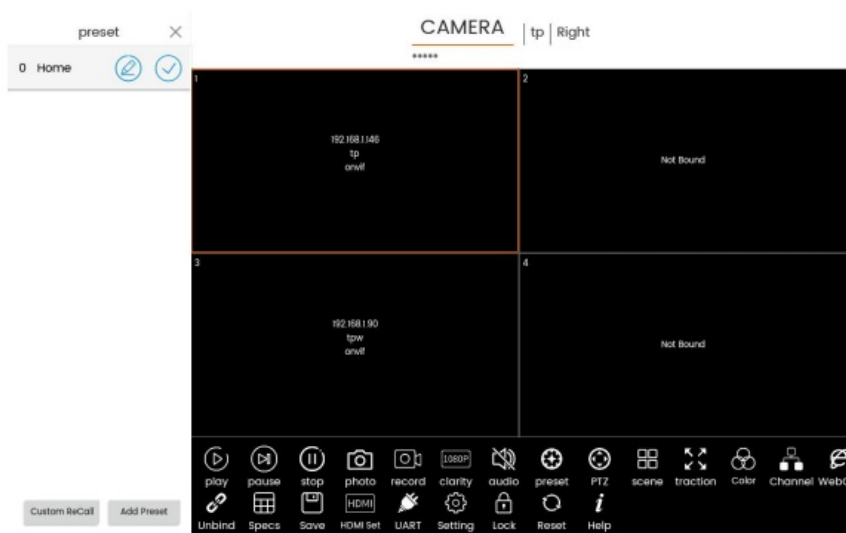 preset
CAMERA | tp | Right
*****
0 Home
1
192.168.1.146
tp
onvif
2
Not Bound
3
192.168.1.90
tpw
onvif
4
Not Bound
1080P
play pause stop photo record clarity audio preset PTZ scene traction Color Channel
HDMI
Unbind Specs Save HDMI Set UART Setting Lock Reset Help
Custom ReCall Add Preset